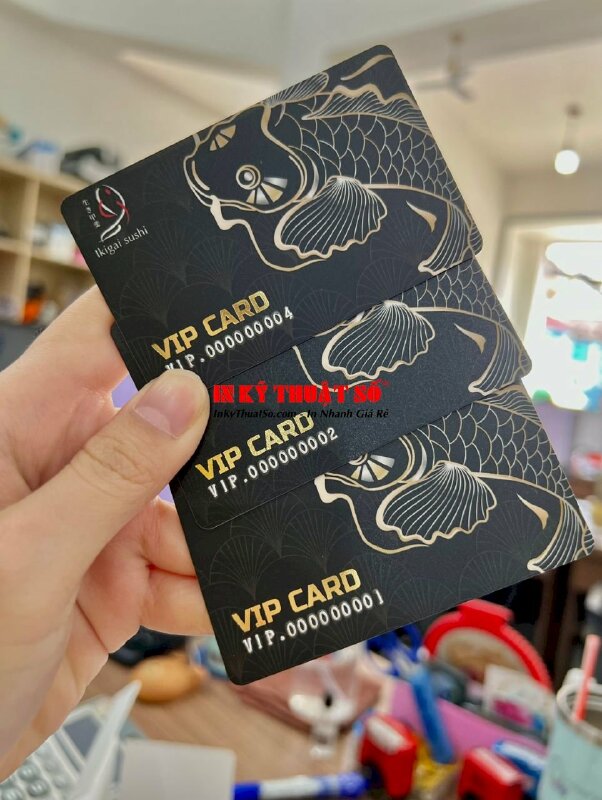 Ikigai sushi
VIP CARD
VIP.000000004
IN KỸ THUẬT SỐ
InKyThuatSo.com - In Nhanh Giá Rẻ
VIP CARD
VIP.000000002
VIP CARD
VIP.000000001